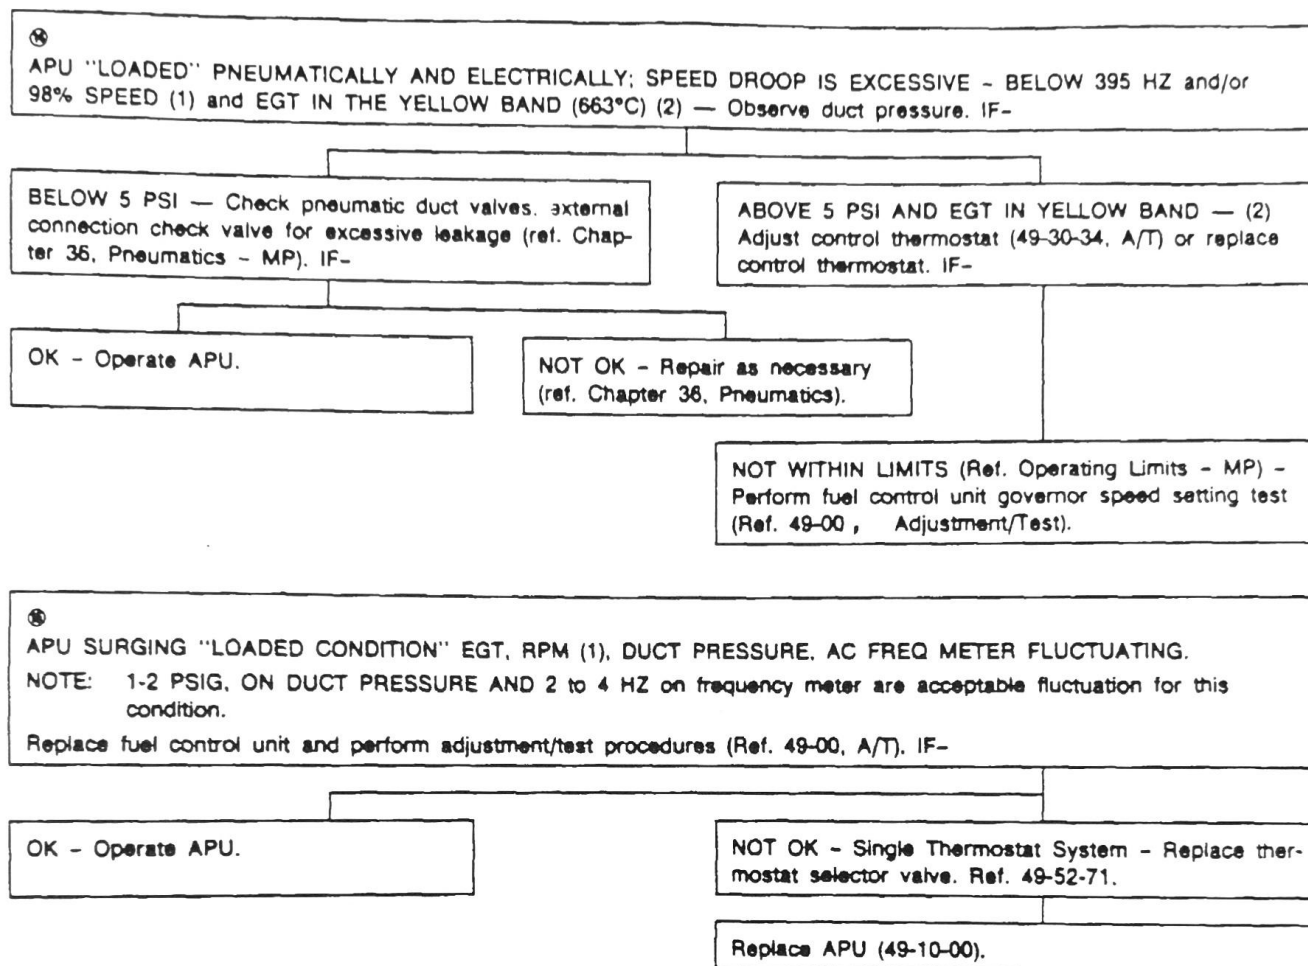 APU "LOADED" PNEUMATICALLY AND ELECTRICALLY; SPEED DROOP IS EXCESSIVE - BELOW 395 HZ and/or
98% SPEED (1) and EGT IN THE YELLOW BAND (663°C) (2) — Observe duct pressure. IF-
BELOW 5 PSI — Check pneumatic duct valves, external
connection check valve for excessive leakage (ref. Chap-
ter 36, Pneumatics - MP). IF-
ABOVE 5 PSI AND EGT IN YELLOW BAND — (2)
Adjust control thermostat (49-30-34, A/T) or replace
control thermostat. IF-
OK - Operate APU.
NOT OK - Repair as necessary
(ref. Chapter 36, Pneumatics).
NOT WITHIN LIMITS (Ref. Operating Limits - MP) -
Perform fuel control unit governor speed setting test
(Ref. 49-00 , Adjustment/Test).
APU SURGING "LOADED CONDITION" EGT, RPM (1), DUCT PRESSURE, AC FREQ METER FLUCTUATING.
NOTE: 1-2 PSIG, ON DUCT PRESSURE AND 2 to 4 HZ on frequency meter are acceptable fluctuation for this
condition.
Replace fuel control unit and perform adjustment/test procedures (Ref. 49-00, A/T). IF-
OK - Operate APU.
NOT OK - Single Thermostat System - Replace ther-
mostat selector valve. Ref. 49-52-71.
Replace APU (49-10-00).